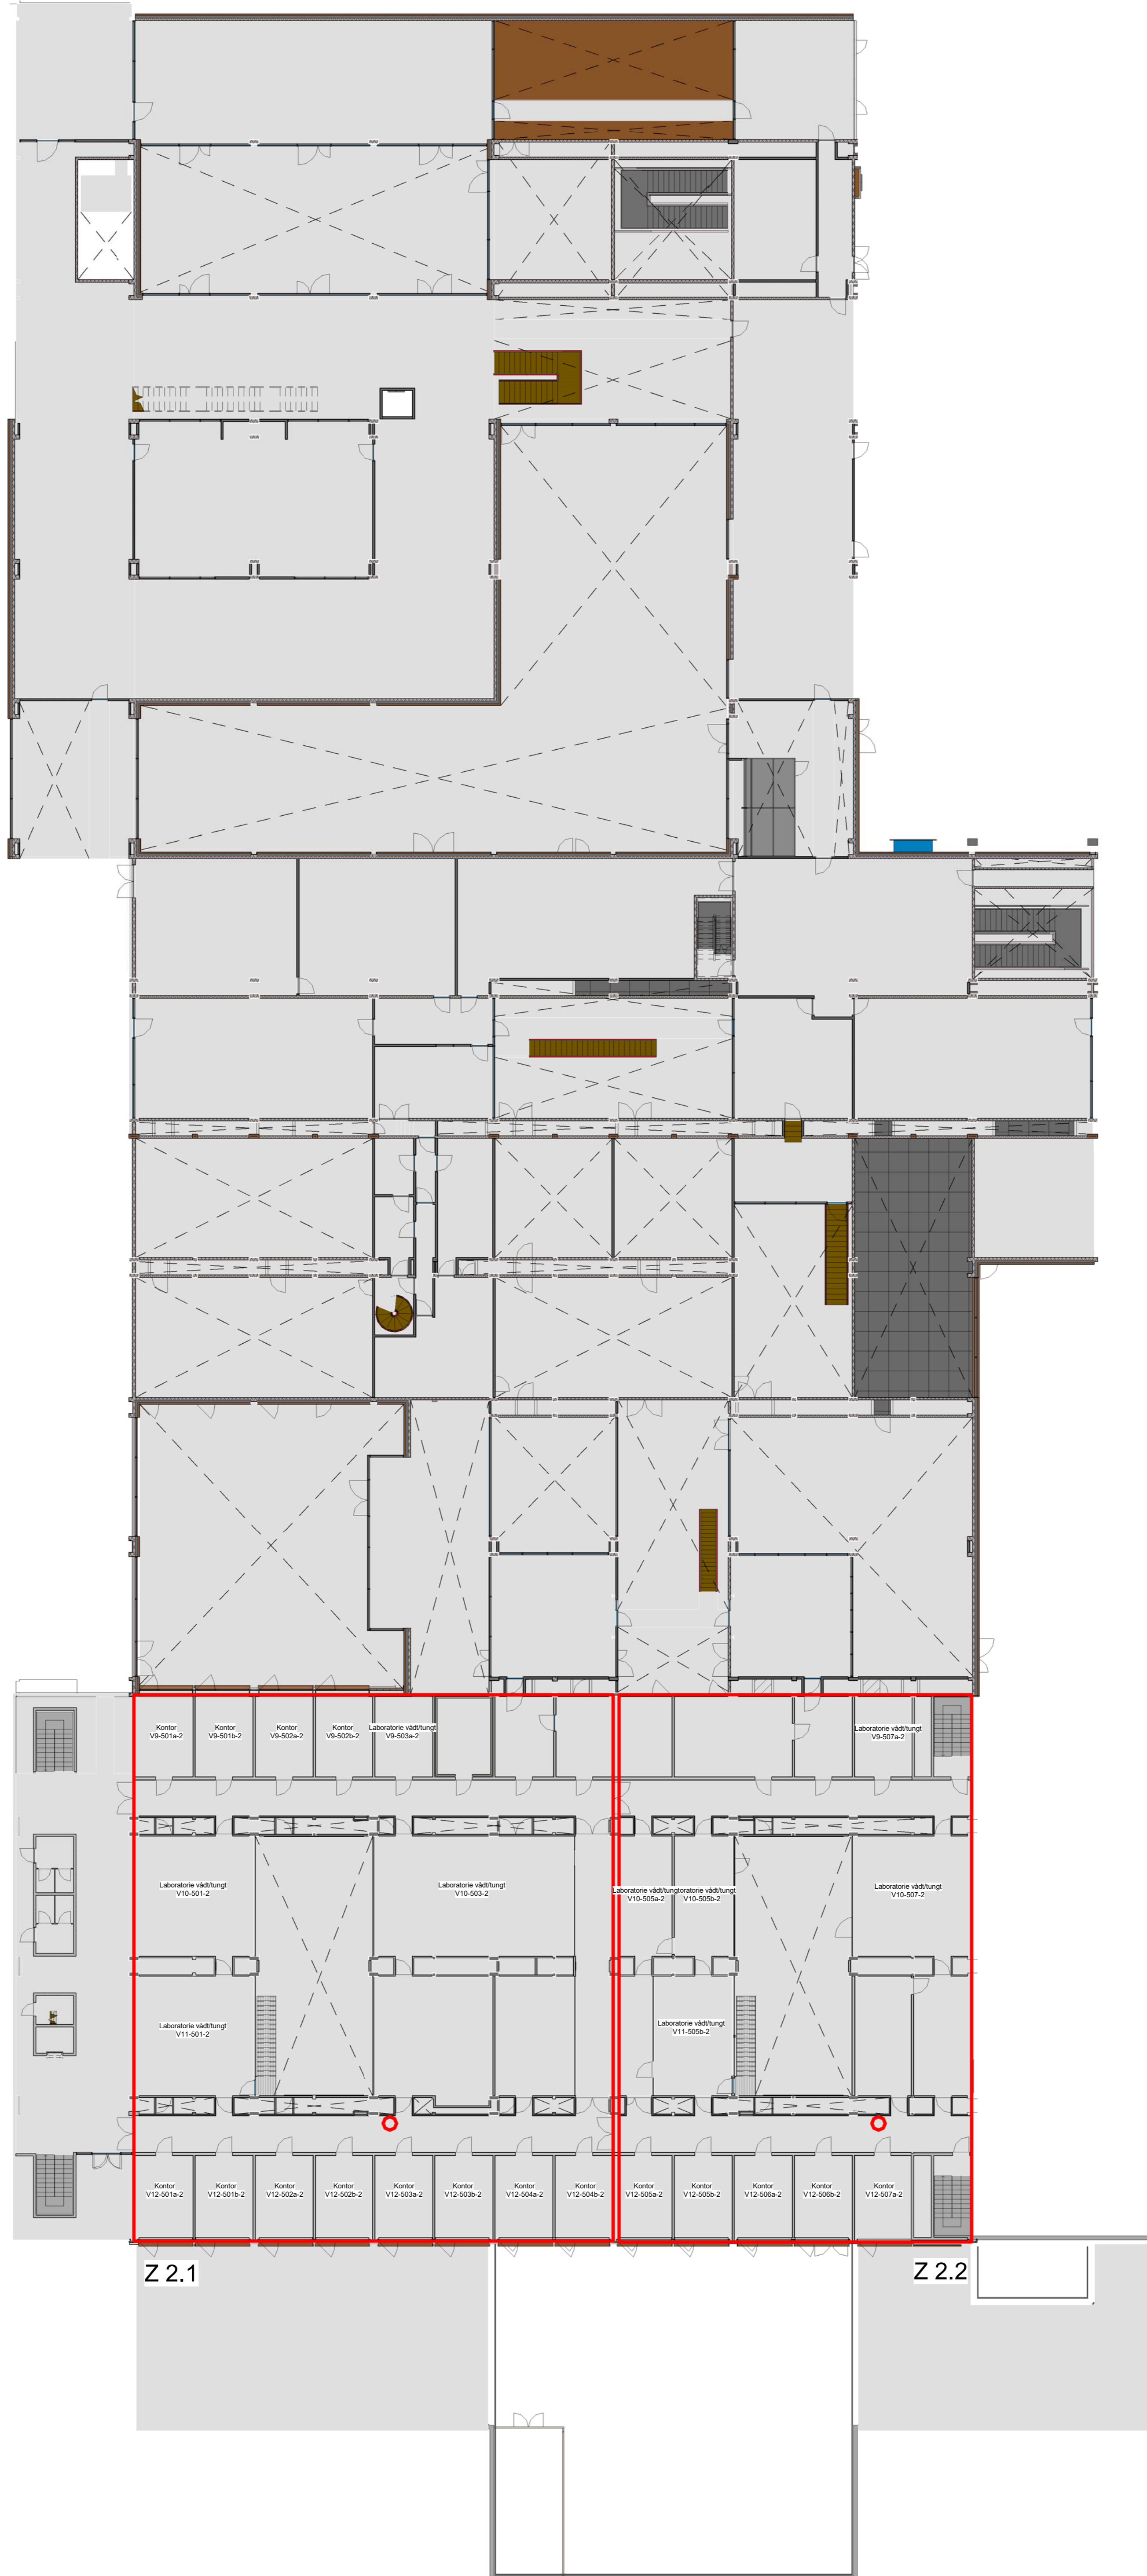 Kontor
V9-501a-2
Kontor
V9-501b-2
Kontor
V9-502a-2
Kontor
V9-502b-2
Laboratorie vådt/tungt
V9-503a-2
Laboratorie vådt/tungt
V9-507a-2
Laboratorie vådt/tungt
V10-501-2
Laboratorie vådt/tungt
V10-503-2
Laboratorie vådt/tungt
V10-505a-2
toratorie vådt/tungt
V10-505b-2
Laboratorie vådt/tungt
V10-507-2
Laboratorie vådt/tungt
V11-501-2
Laboratorie vådt/tungt
V11-505b-2
Kontor
V12-501a-2
Kontor
V12-501b-2
Kontor
V12-502a-2
Kontor
V12-502b-2
Kontor
V12-503a-2
Kontor
V12-503b-2
Kontor
V12-504a-2
Kontor
V12-504b-2
Kontor
V12-505a-2
Kontor
V12-505b-2
Kontor
V12-506a-2
Kontor
V12-506b-2
Kontor
V12-507a-2
Z 2.1
Z 2.2